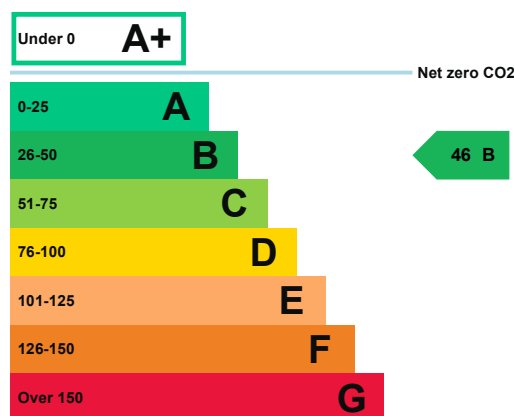 Under 0 A+
Net zero CO2
0-25 A
26-50 B
46 B
51-75 C
76-100 D
101-125 E
126-150 F
Over 150 G